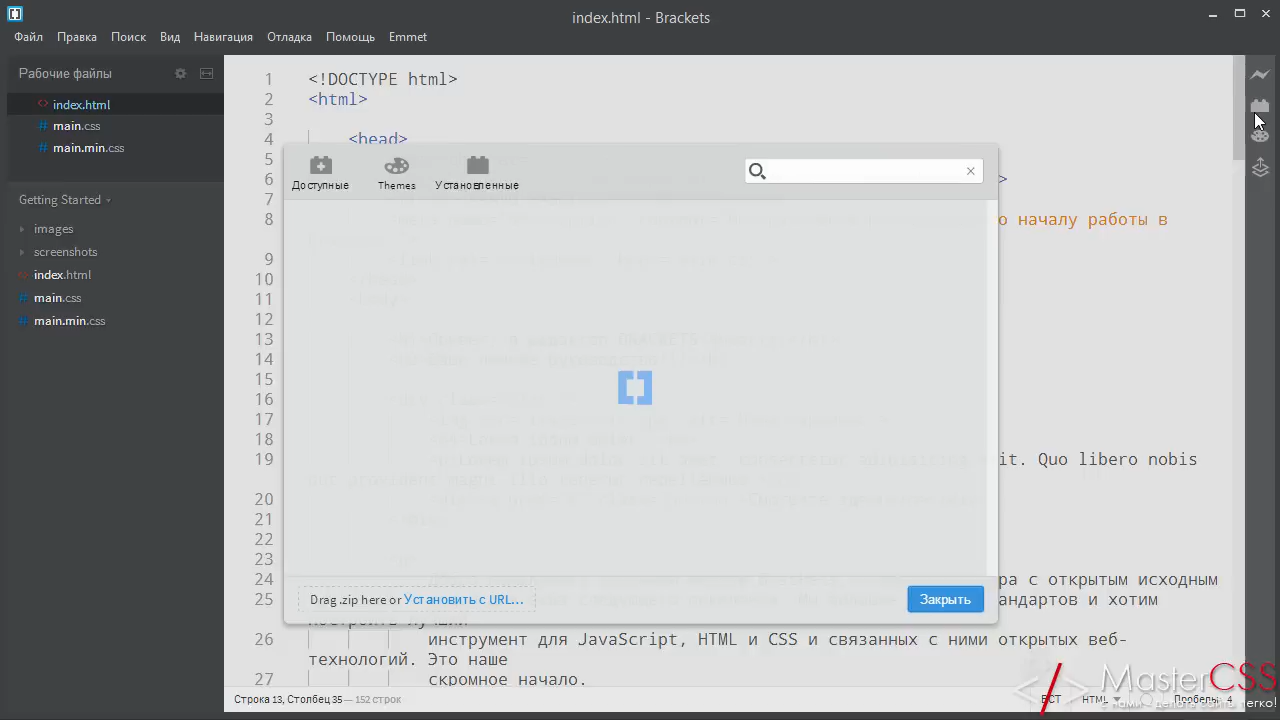 index.html - Brackets
Файл Правка Поиск Вид Навигация Отладка Помощь Emmet
Рабочие файлы
index.html
main.css
main.min.css
Getting Started
images
screenshots
index.html
main.css
main.min.css
1 <!DOCTYPE html>
2 <html>
3
4 <head>
5
6 >
7
8 о началу работы в
9
10
11
12
13
14
15
16
17
18
19 it. Quo libero nobis
20
21
22
23
24 ра с открытым исходным
25 андартов и хотим
26 инструмент для JavaScript, HTML и CSS и связанных с ними открытых веб-
технологий. Это наше
27 скромное начало.
Доступные Themes Установленные
Drag .zip here or Установить с URL...
Закрыть
Строка 13, Столбец 35 — 152 строк
ВСТ HTML Пробелы: 4
MasterCSS